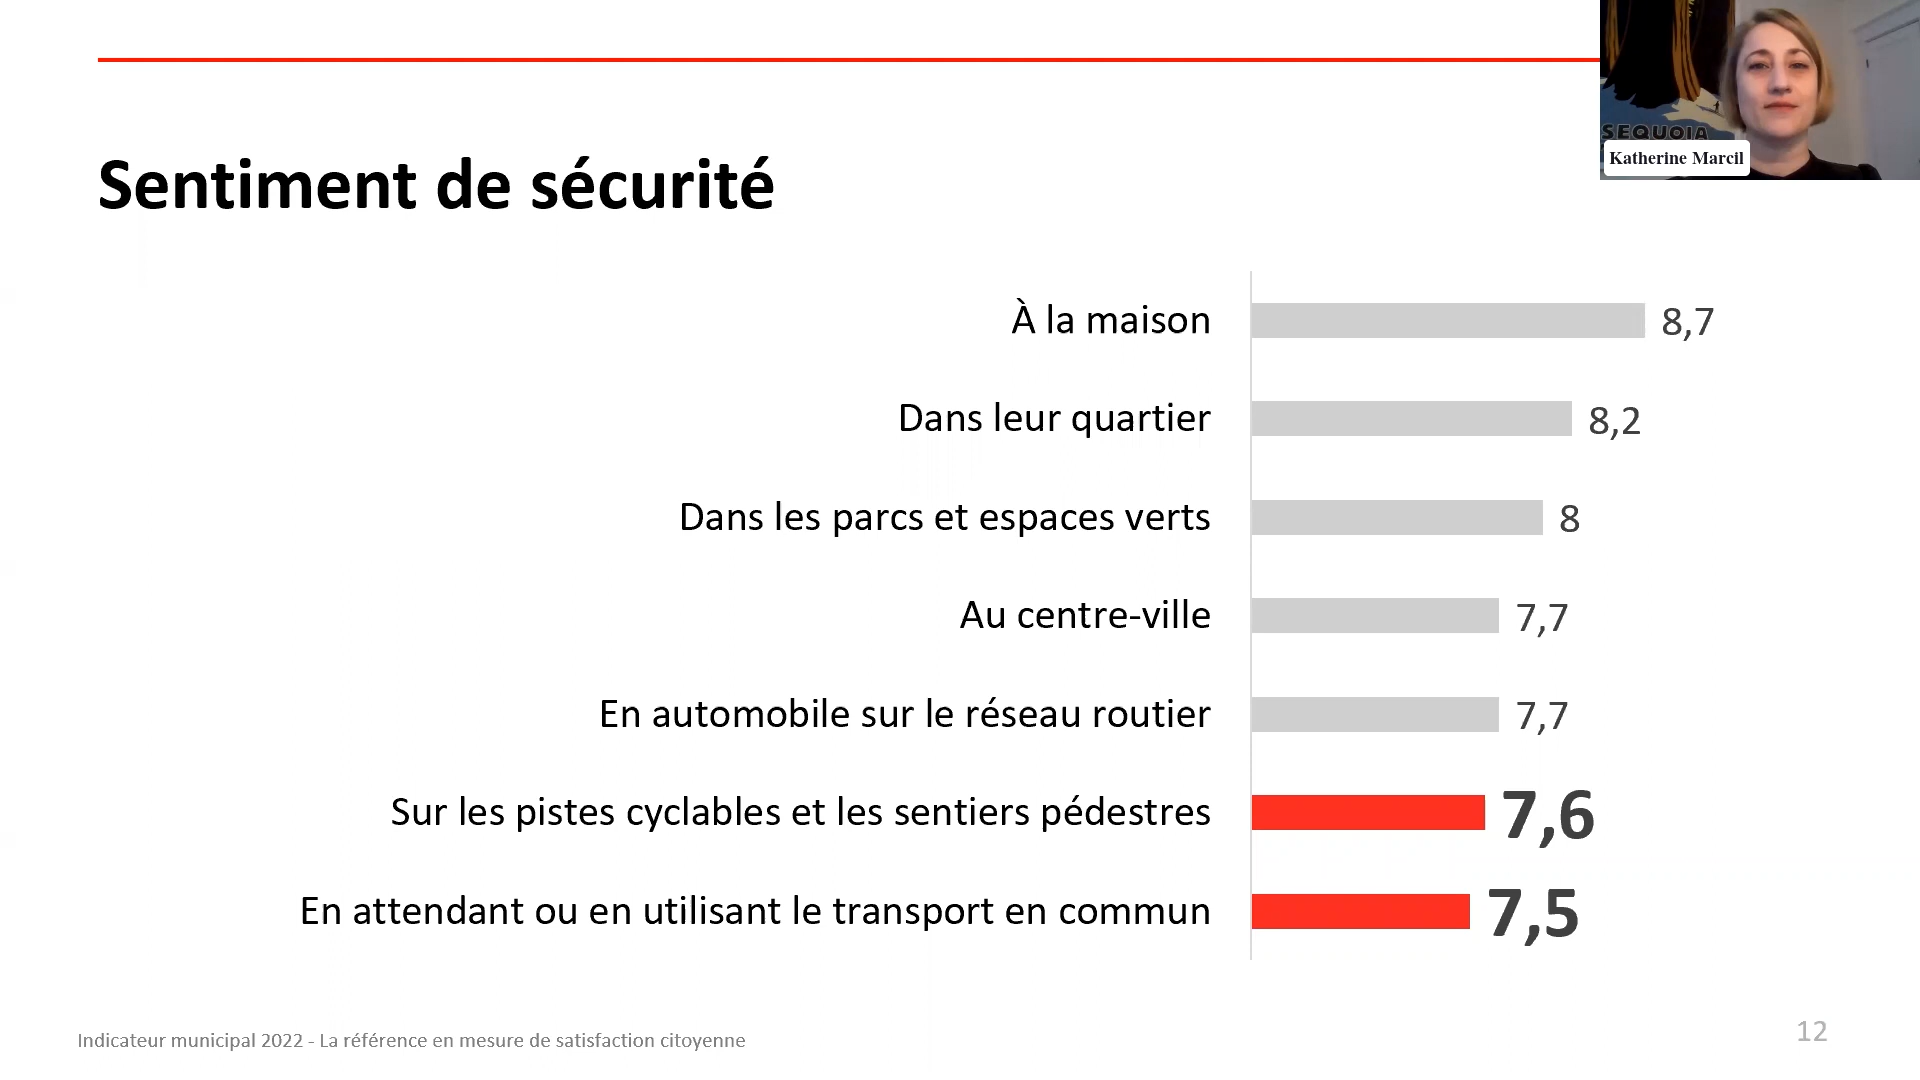 SEQUOIA
Katherine Marcil
Sentiment de sécurité
À la maison 8,7
Dans leur quartier 8,2
Dans les parcs et espaces verts 8
Au centre-ville 7,7
En automobile sur le réseau routier 7,7
Sur les pistes cyclables et les sentiers pédestres 7,6
En attendant ou en utilisant le transport en commun 7,5
Indicateur municipal 2022 - La référence en mesure de satisfaction citoyenne
12